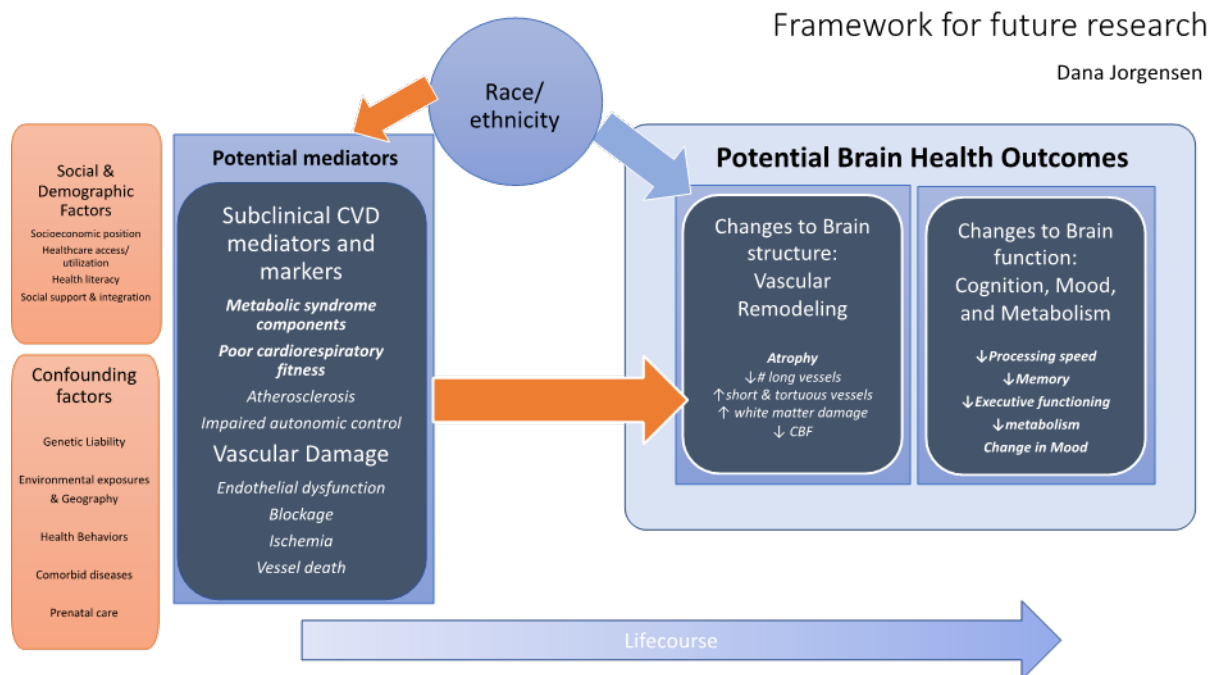 Framework for future research
Dana Jorgensen
Race/
ethnicity
Social &
Demographic
Factors
Socioeconomic position
Healthcare access/
utilization
Health literacy
Social support & integration
Confounding
factors
Genetic Liability
Environmental exposures
& Geography
Health Behaviors
Comorbid diseases
Prenatal care
Potential mediators
Subclinical CVD
mediators and
markers
Metabolic syndrome
components
Poor cardiorespiratory
fitness
Atherosclerosis
Impaired autonomic control
Vascular Damage
Endothelial dysfunction
Blockage
Ischemia
Vessel death
Potential Brain Health Outcomes
Changes to Brain
structure:
Vascular
Remodeling
Atrophy
↓# long vessels
↑short & tortuous vessels
↑ white matter damage
↓ CBF
Changes to Brain
function:
Cognition, Mood,
and Metabolism
↓Processing speed
↓Memory
↓Executive functioning
↓metabolism
Change in Mood
Lifecourse